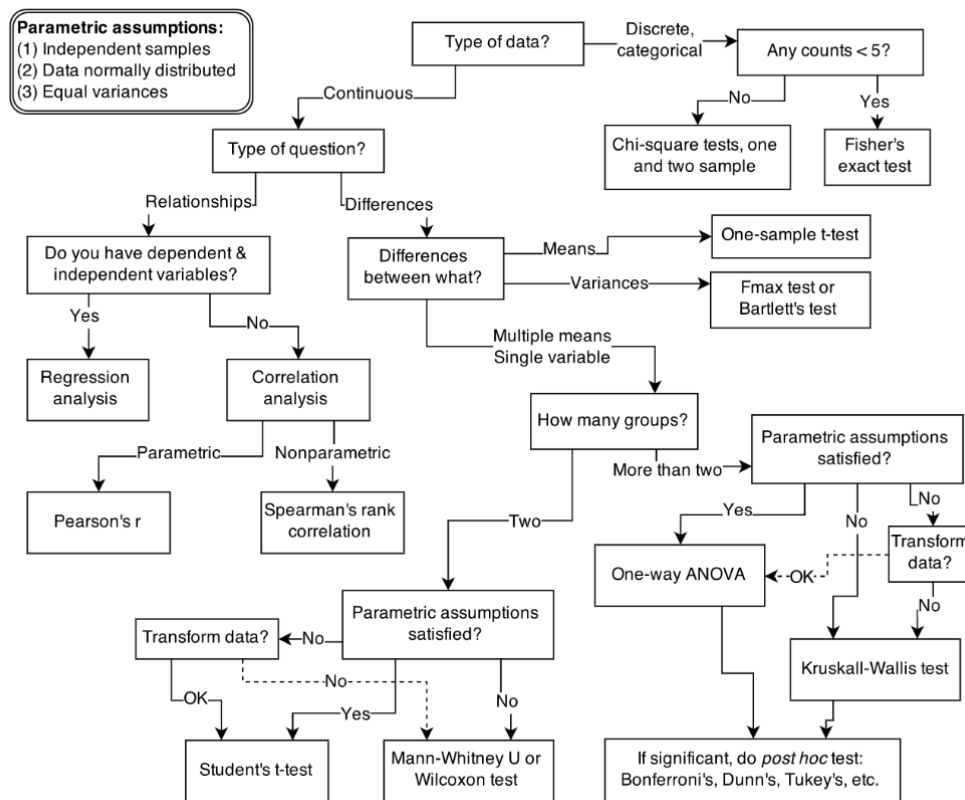 Parametric assumptions:
(1) Independent samples
(2) Data normally distributed
(3) Equal variances
Type of data?
Discrete,
categorical
Any counts < 5?
Continuous
No
Yes
Type of question?
Chi-square tests, one
and two sample
Fisher's
exact test
Relationships
Differences
Do you have dependent &
independent variables?
Differences
between what?
Means
One-sample t-test
Variances
Fmax test or
Bartlett's test
Yes
No
Multiple means
Single variable
Regression
analysis
Correlation
analysis
How many groups?
Parametric assumptions
satisfied?
Parametric
Nonparametric
More than two
Pearson's r
Spearman's rank
correlation
Two
Yes
No
No
Transform
data?
One-way ANOVA
OK
No
Parametric assumptions
satisfied?
Transform data?
No
Kruskall-Wallis test
No
OK
Yes
No
Student's t-test
Mann-Whitney U or
Wilcoxon test
If significant, do post hoc test:
Bonferroni's, Dunn's, Tukey's, etc.